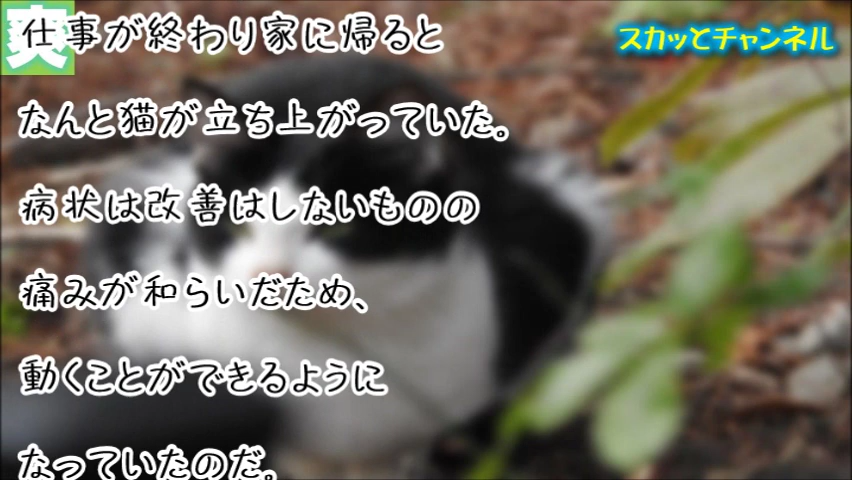 爽
スカッとチャンネル
仕事が終わり家に帰ると
なんと猫が立ち上がっていた。
病状は改善はしないものの
痛みが和らいだため、
動くことができるように
なっていたのだ。